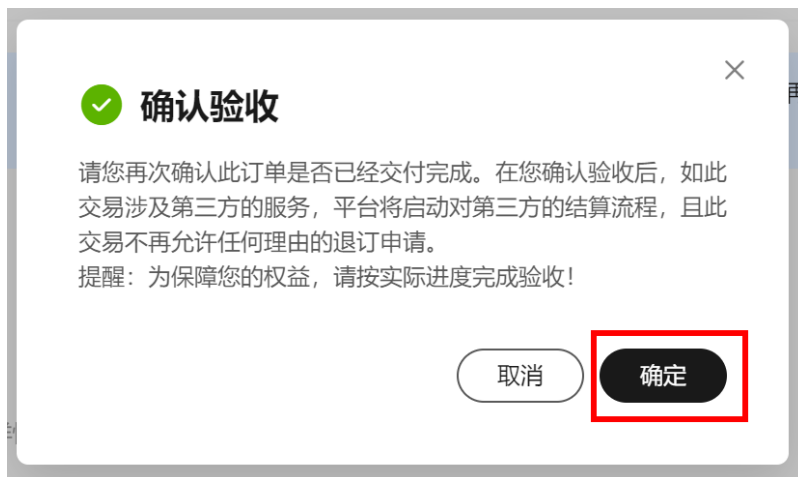 确认验收
请您再次确认此订单是否已经交付完成。在您确认验收后，如此
交易涉及第三方的服务，平台将启动对第三方的结算流程，且此
交易不再允许任何理由的退订申请。
提醒：为保障您的权益，请按实际进度完成验收！
取消
确定